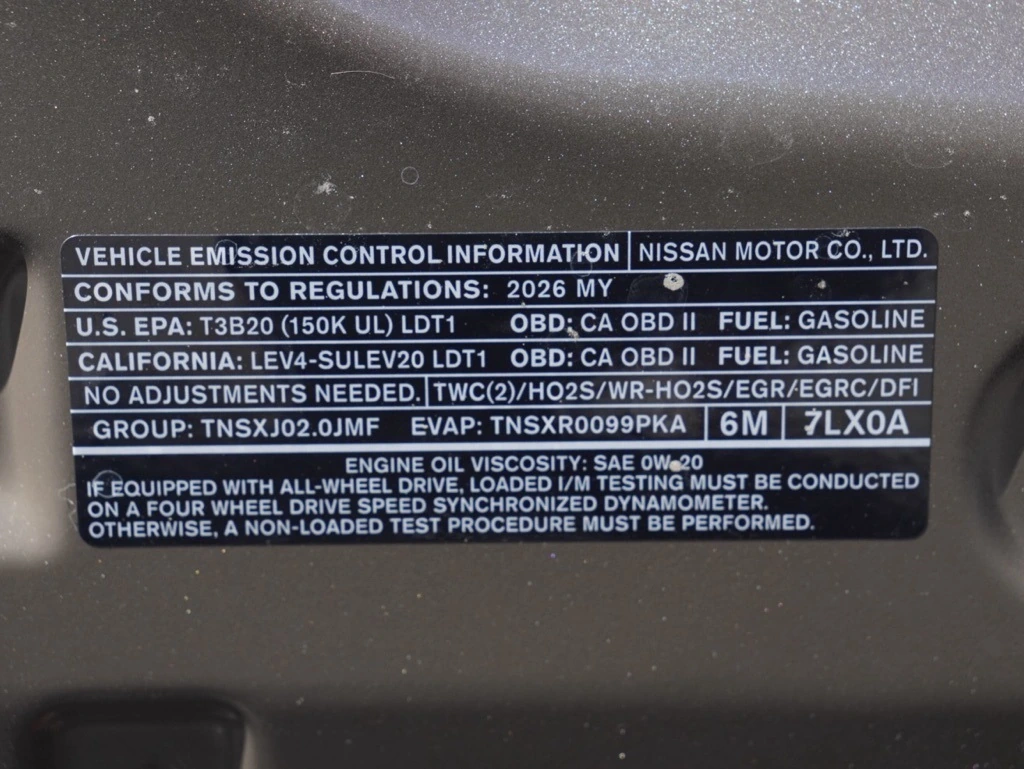 VEHICLE EMISSION CONTROL INFORMATION NISSAN MOTOR CO., LTD.
CONFORMS TO REGULATIONS: 2026 MY
U.S. EPA: T3B20 (150K UL) LDT1 OBD: CA OBD II FUEL: GASOLINE
CALIFORNIA: LEV4-SULEV20 LDT1 OBD: CA OBD II FUEL: GASOLINE
NO ADJUSTMENTS NEEDED. TWC(2)/HO2S/WR-HO2S/EGR/EGRC/DFI
GROUP: TNSXJ02.0JMF EVAP: TNSXR0099PKA 6M 7LX0A
ENGINE OIL VISCOSITY: SAE 0W-20
IF EQUIPPED WITH ALL-WHEEL DRIVE, LOADED I/M TESTING MUST BE CONDUCTED
ON A FOUR WHEEL DRIVE SPEED SYNCHRONIZED DYNAMOMETER.
OTHERWISE, A NON-LOADED TEST PROCEDURE MUST BE PERFORMED.